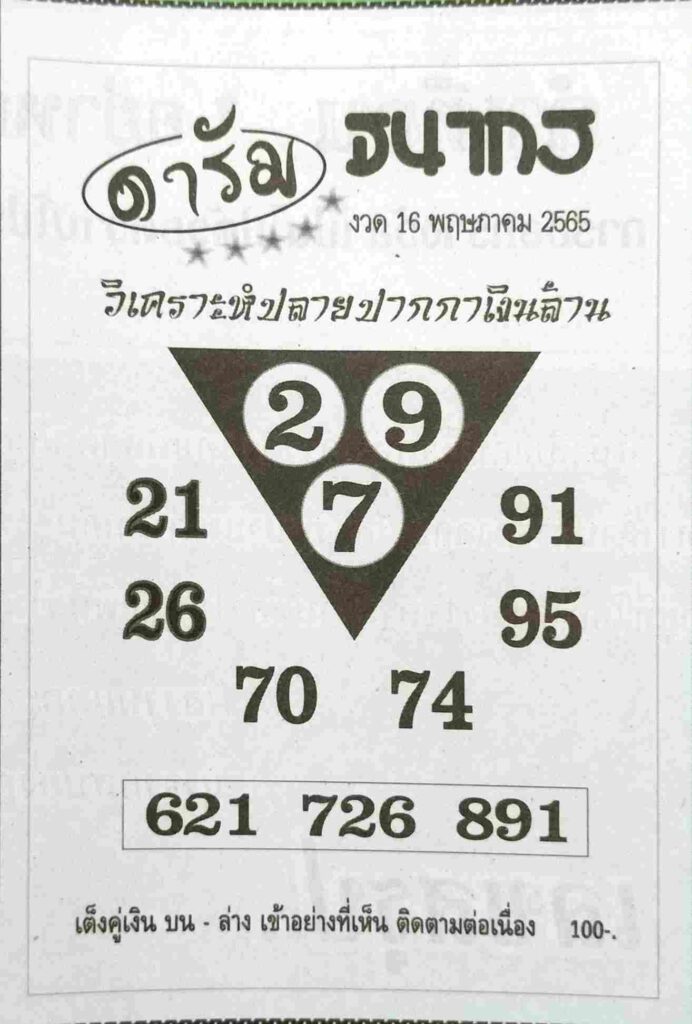 ดารัม ธนากร
งวด 16 พฤษภาคม 2565
วิเคราะห์ปลายปากกาเงินล้าน
2 9
7
21 91
26 95
70 74
621 726 891
เต็งคู่เงิน บน - ล่าง เข้าอย่างที่เห็น ติดตามต่อเนื่อง 100-.